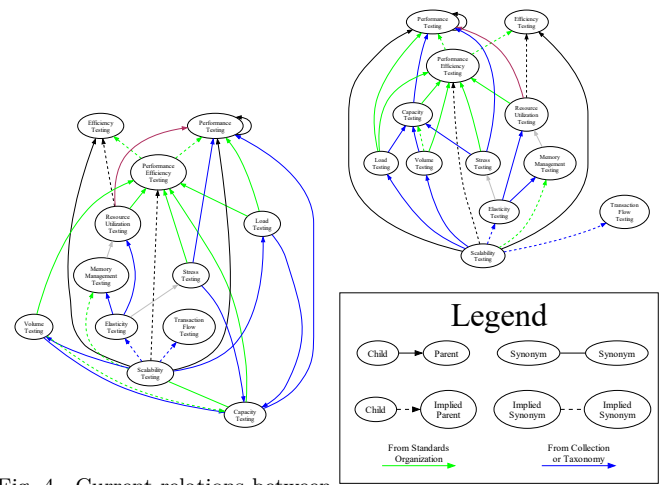 Efficiency
Testing
Performance
Testing
Performance
Efficiency
Testing
Resource
Utilization
Testing
Load
Testing
Memory
Management
Testing
Stress
Testing
Volume
Testing
Elasticity
Testing
Transaction
Flow
Testing
Scalability
Testing
Capacity
Testing
Fig. 4. Current relations between
Performance
Testing
Efficiency
Testing
Performance
Efficiency
Testing
Capacity
Testing
Resource
Utilization
Testing
Load
Testing
Volume
Testing
Stress
Testing
Memory
Management
Testing
Elasticity
Testing
Transaction
Flow
Testing
Scalability
Testing
Legend
Child Parent Synonym Synonym
Child Implied
Parent Implied
Synonym Implied
Synonym
From Standards
Organization
From Collection
or Taxonomy